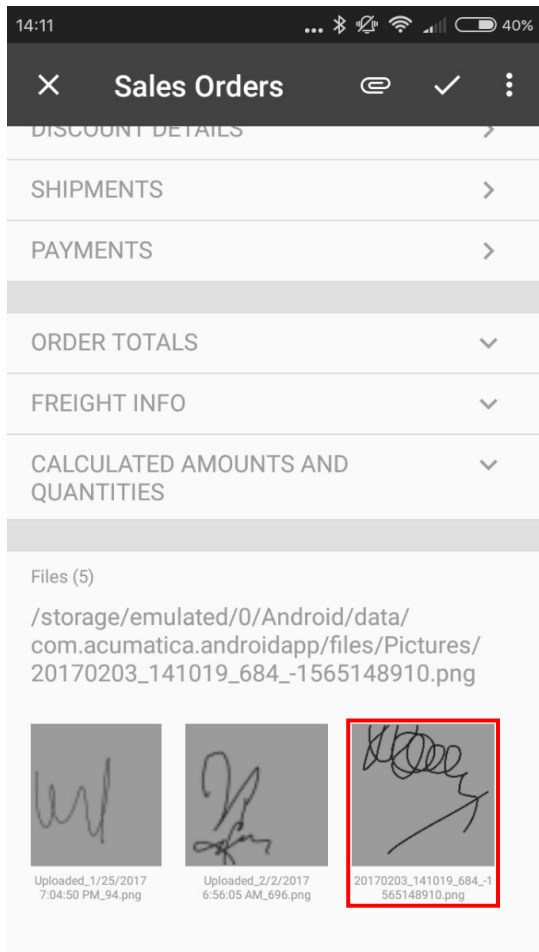 14:11
... 40%
Sales Orders
DISCOUNT DETAILS
SHIPMENTS
PAYMENTS
ORDER TOTALS
FREIGHT INFO
CALCULATED AMOUNTS AND
QUANTITIES
Files (5)
/storage/emulated/0/Android/data/
com.acumatica.androidapp/files/Pictures/
20170203_141019_684_-1565148910.png
Uploaded_1/25/2017
7:04:50 PM_94.png
Uploaded_2/2/2017
6:56:05 AM_696.png
20170203_141019_684_-1
565148910.png